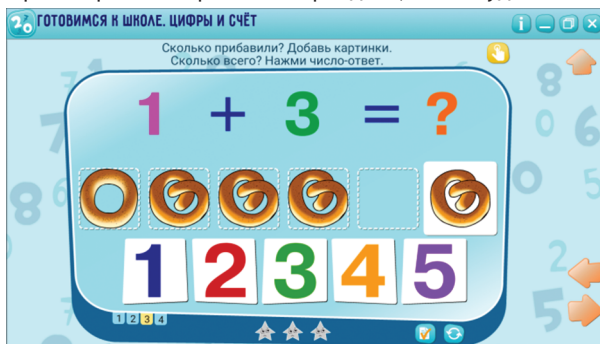 ГОТОВИМСЯ К ШКОЛЕ. ЦИФРЫ И СЧЁТ
Сколько прибавили? Добавь картинки.
Сколько всего? Нажми число-ответ.
1 + 3 = ?
1 2 3 4 5
1 2 3 4